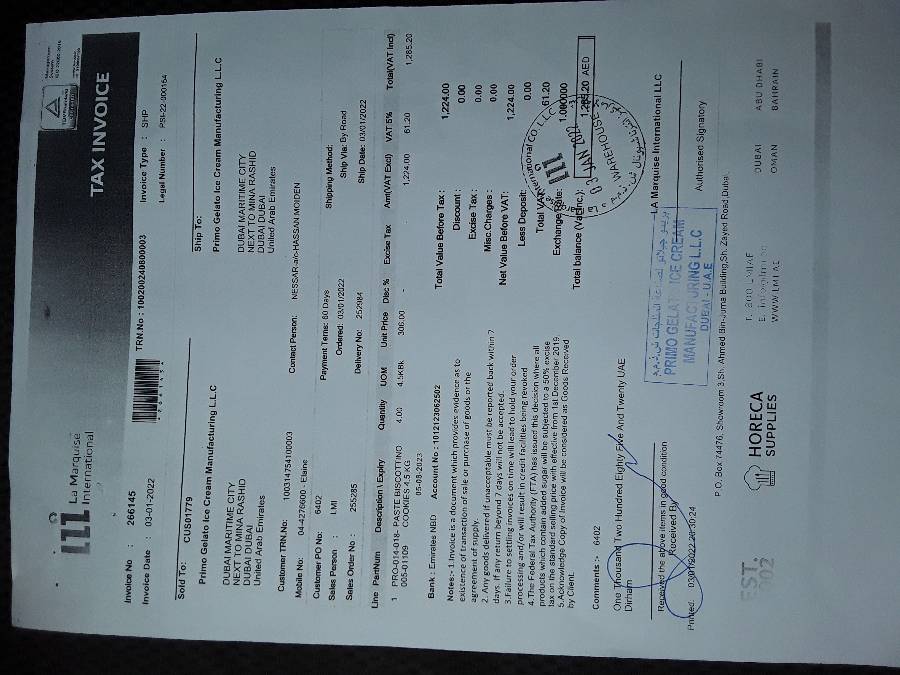 La Marquise
International
TAX INVOICE
Invoice No : 2661445
TRN.No : 100200240800003
Invoice Type : SHP
Invoice Date : 03-01-2022
Legal Number : PSI-22-000164
Sold To: CUS01779
Primo Gelato Ice Cream Manufacturing L.L.C
DUBAI MARITIME CITY
NEXT TO MINA RASHID
DUBAI DUBAI
United Arab Emirates
Ship To:
Primo Gelato Ice Cream Manufacturing L.L.C
DUBAI MARITIME CITY
NEXT TO MINA RASHID
DUBAI DUBAI
United Arab Emirates
Customer TRN.No: 100314754100003
Mobile No: 04-4276600 - Elaine
Contact Person: NESSAR-a/c-HASSAN MOIDEN
Customer PO No: 6402
Payment Terms: 60 Days
Shipping Method:
Sales Person : LMI
Ordered: 03/01/2022
Ship Via: By Road
Sales Order No : 255285
Delivery No: 252984
Ship Date: 03/01/2022
Line PartNum Description \ Expiry Quantity UOM Unit Price Disc % Excise Tax Amt(VAT Excl) VAT 5% Total(VAT Incl)
1 PRO-014-018- PASTE BISCOTTINO 4.00 4.5KBk 306.00 - - 1,224.00 61.20 1,285.20
005-0109 COOKIES 4.5 KG
05-08-2023
Bank : Emirates NBD Account No : 1012123062502
Notes:- 1.Invoice is a document which provides evidence as to
existence of transaction of sale or purchase of goods or the
agreement of supply.
2. Any goods delivered if unacceptable must be reported back within 7
days. If any return beyond 7 days will not be accepted.
3.Failure to settling invoices on time will lead to hold your order
processing and/or will result in credit facilities being revoked
4.The Federal Tax Authority (FTA) has issued this decision where all
products which contain added sugar will be subjected to a 50% excise
tax on the standard selling price with effective from 1st December 2019.
5.Acknowledge Copy of Invoice will be considered as Goods Received
by Client.
Total Value Before Tax : 1,224.00
Discount : 0.00
Excise Tax : 0.00
Misc Charges : 0.00
Net Value Before VAT: 1,224.00
Less Deposit: 0.00
Total VAT: 61.20
Exchange Rate: 1.000000
Total balance (Vat Inc.): 1,285.20 AED
03 JAN 2022
WAREHOUSE
Comments :- 6402
One Thousand Two Hundred Eighty Five And Twenty UAE
Dirham
LA Marquise International LLC
PRIMO GELATO ICE CREAM
MANUFACTURING L.L.C
DUBAI - U.A.E
Received the above items in good condition
Received By
Authorised Signatory
Printed: 03/01/2022
P.O. Box 74476, Showroom 3,Sh. Ahmed Bin-Juma Building,Sh. Zayed Road,Dubai
EST.
2002
HORECA
SUPPLIES
T. 800 LMIAE
WWW.LMI.AE
DUBAI
ABU DHABI
OMAN
BAHRAIN